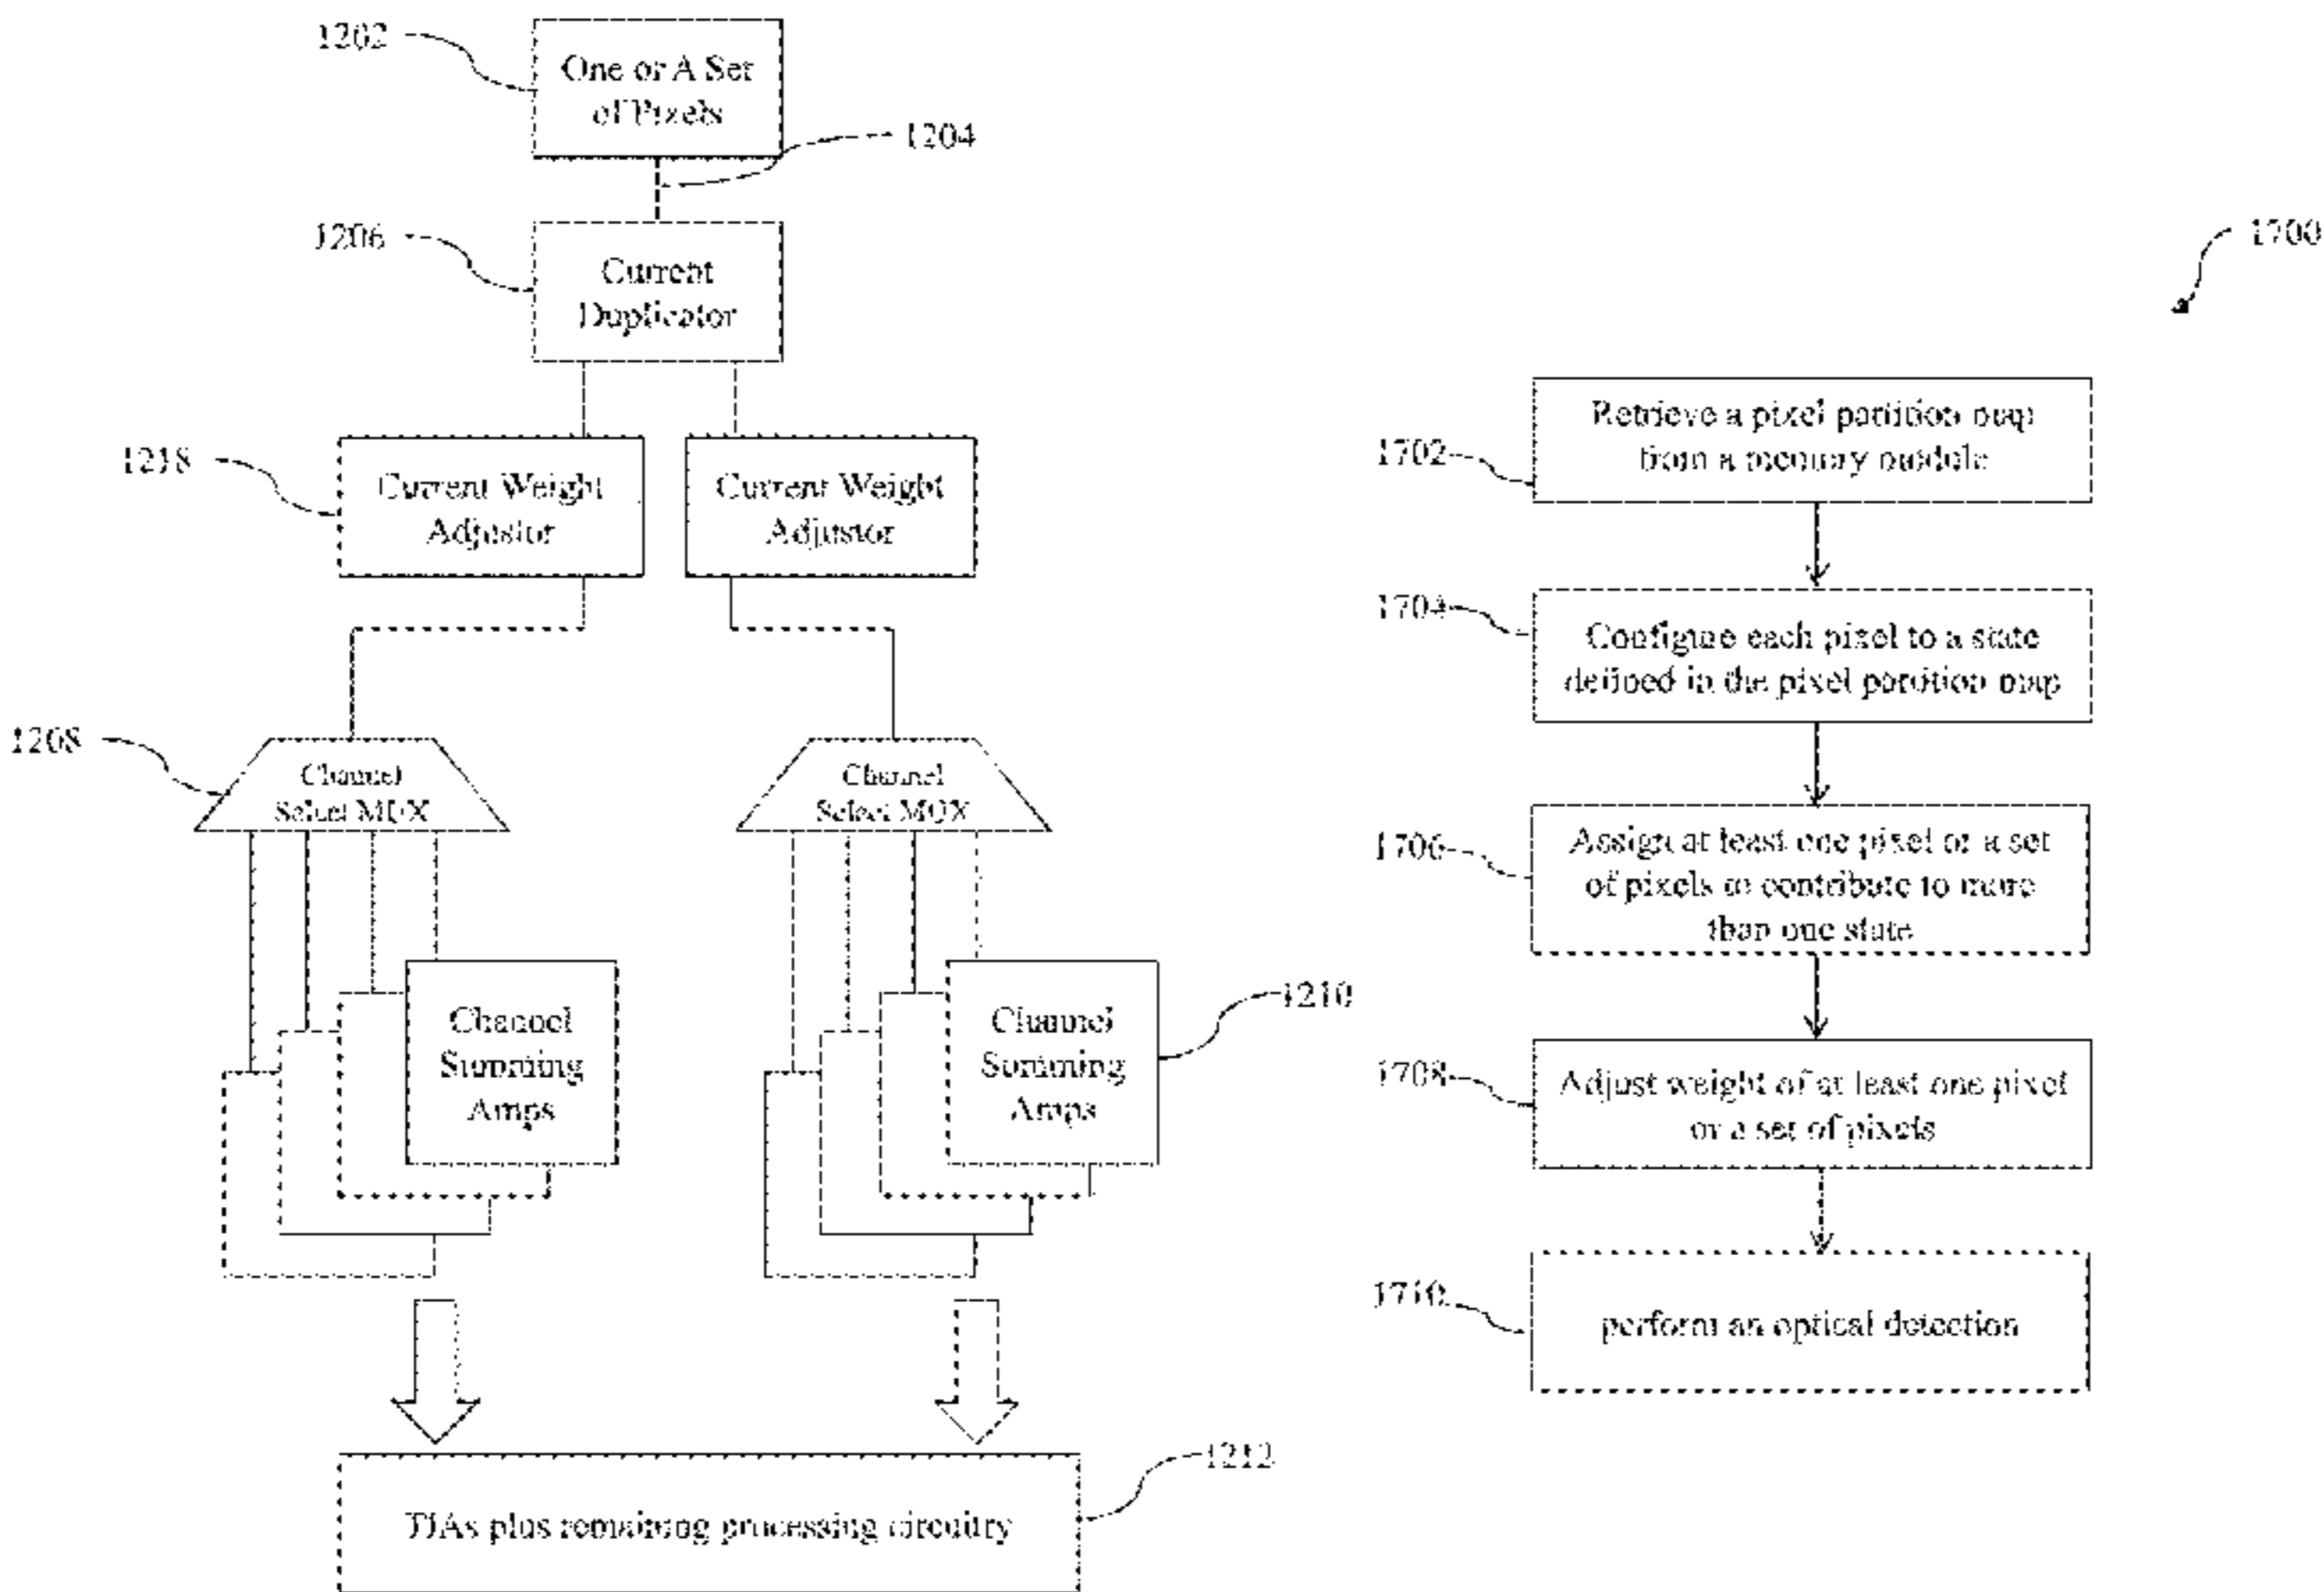 1202
One or A Set
of Pixels
1204
1206
Current
Duplicator
1218
Current Weight
Adjustor
Current Weight
Adjustor
1208
Channel
Select MUX
Channel
Select MUX
Channel
Summing
Amps
Channel
Summing
Amps
1210
1212
TIAs plus remaining processing circuitry
1700
1702
Retrieve a pixel partition map
from a memory module
1704
Configure each pixel to a state
defined in the pixel partition map
1706
Assign at least one pixel or a set
of pixels to contribute to more
than one state
1708
Adjust weight of at least one pixel
or a set of pixels
1710
perform an optical detection